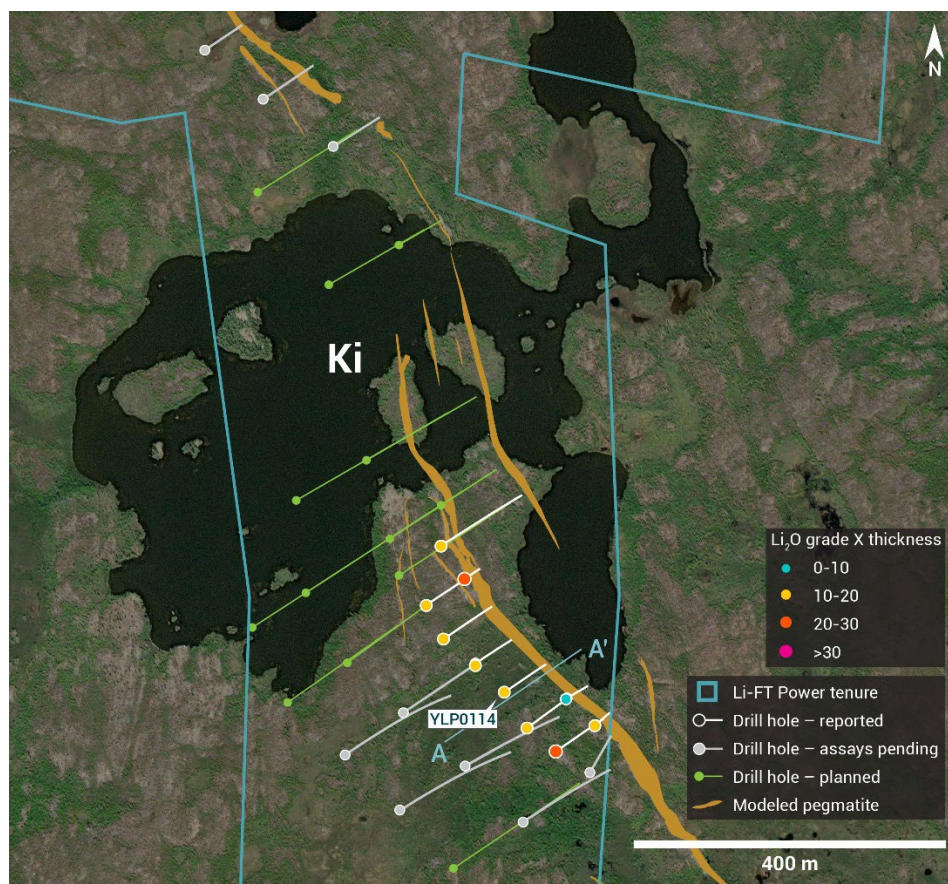 N
Ki
Li₂O grade X thickness
0-10
10-20
20-30
>30
A'
YLP0114
A
Li-FT Power tenure
Drill hole – reported
Drill hole – assays pending
Drill hole – planned
Modeled pegmatite
400 m